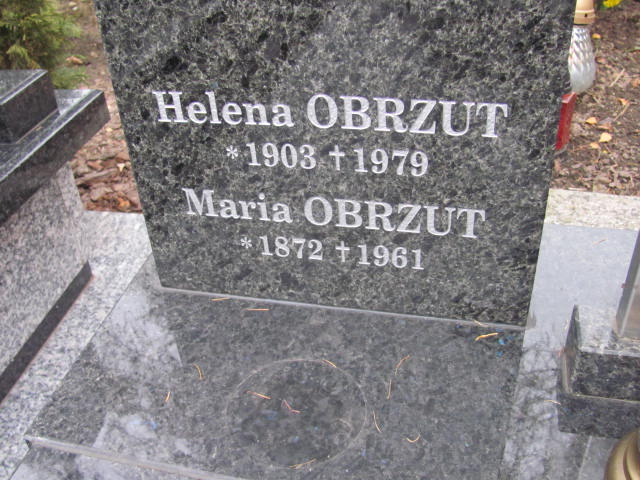 Helena OBRZUT
* 1903 † 1979
Maria OBRZUT
* 1872 † 1961